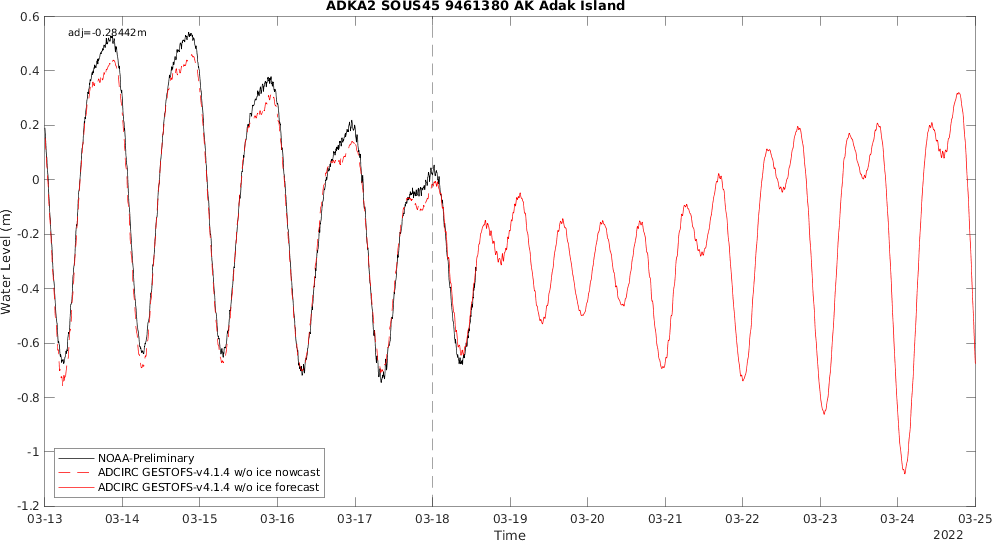 ADKA2 SOUS45 9461380 AK Adak Island
adj=-0.28442m
0.6
0.4
0.2
0
-0.2
-0.4
-0.6
-0.8
-1
-1.2
Water Level (m)
NOAA-Preliminary
ADCIRC GESTOFS-v4.1.4 w/o ice nowcast
ADCIRC GESTOFS-v4.1.4 w/o ice forecast
03-13 03-14 03-15 03-16 03-17 03-18 03-19 03-20 03-21 03-22 03-23 03-24 03-25
Time
2022